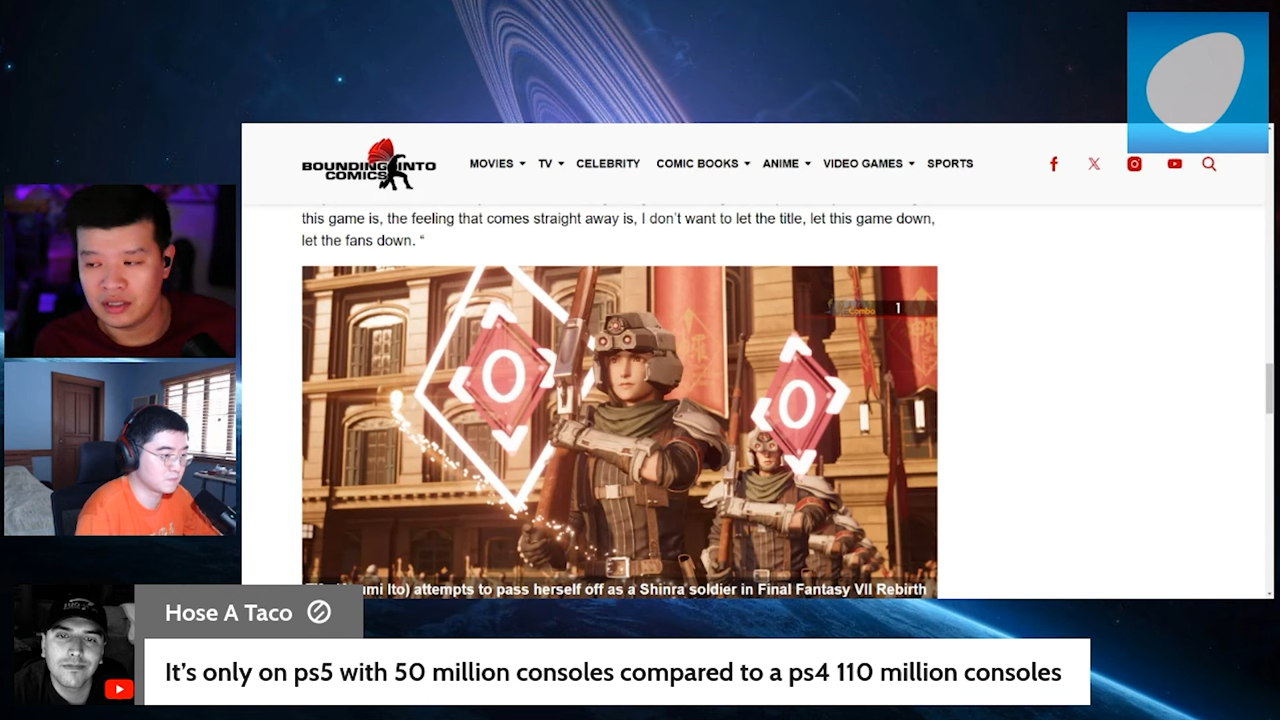 BOUNDING INTO
COMICS
MOVIES TV CELEBRITY COMIC BOOKS ANIME VIDEO GAMES SPORTS
this game is, the feeling that comes straight away is, I don't want to let the title, let this game down,
let the fans down. “
Combo 1
Ito) attempts to pass herself off as a Shinra soldier in Final Fantasy VII Rebirth
Hose A Taco
It's only on ps5 with 50 million consoles compared to a ps4 110 million consoles